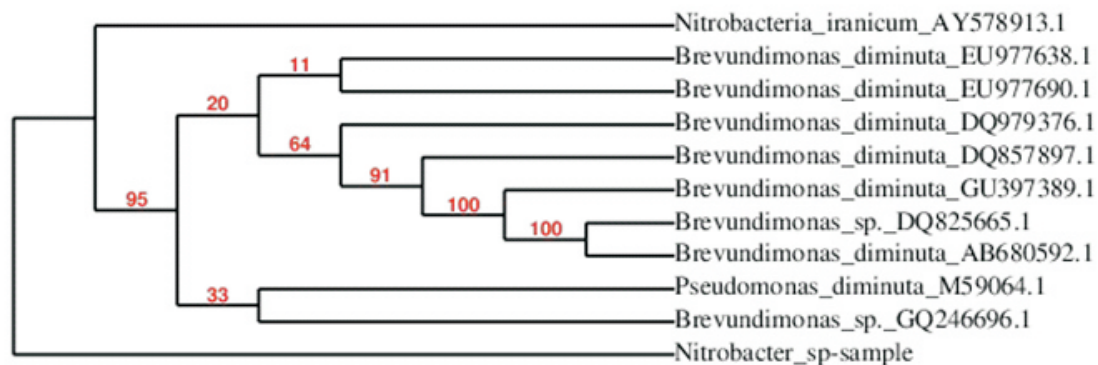 Nitrobacteria_iranicum_AY578913.1
11
Brevundimonas_diminuta_EU977638.1
Brevundimonas_diminuta_EU977690.1
20
Brevundimonas_diminuta_DQ979376.1
64
Brevundimonas_diminuta_DQ857897.1
91
Brevundimonas_diminuta_GU397389.1
95
100
Brevundimonas_sp._DQ825665.1
100
Brevundimonas_diminuta_AB680592.1
Pseudomonas_diminuta_M59064.1
33
Brevundimonas_sp._GQ246696.1
Nitrobacter_sp-sample